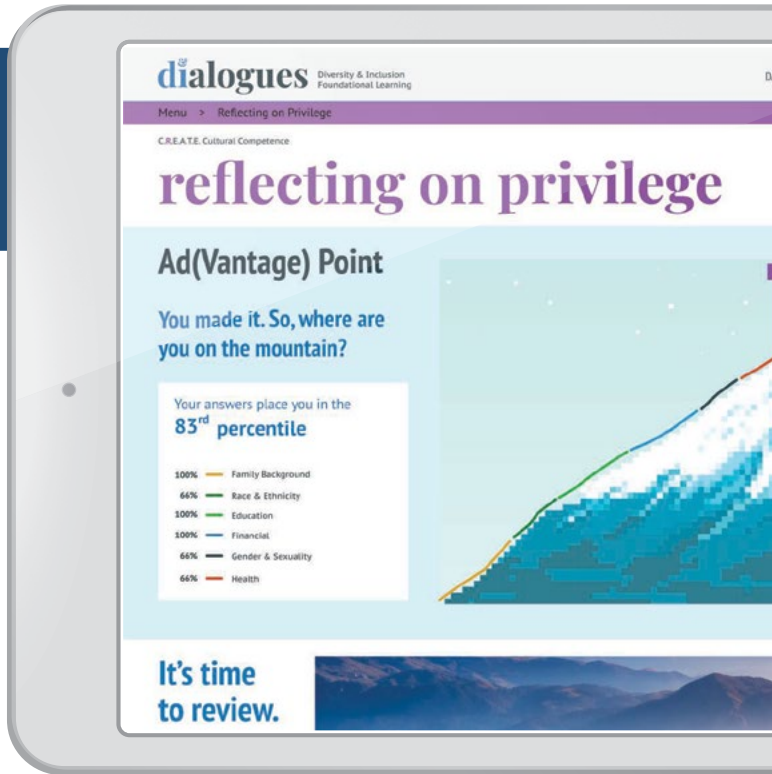 dialogues
Diversity & Inclusion
Foundational Learning
Menu > Reflecting on Privilege
C.R.E.A.T.E. Cultural Competence
reflecting on privilege
Ad(Vantage) Point
You made it. So, where are
you on the mountain?
Your answers place you in the
83rd percentile
100% Family Background
66% Race & Ethnicity
100% Education
100% Financial
66% Gender & Sexuality
66% Health
It's time
to review.